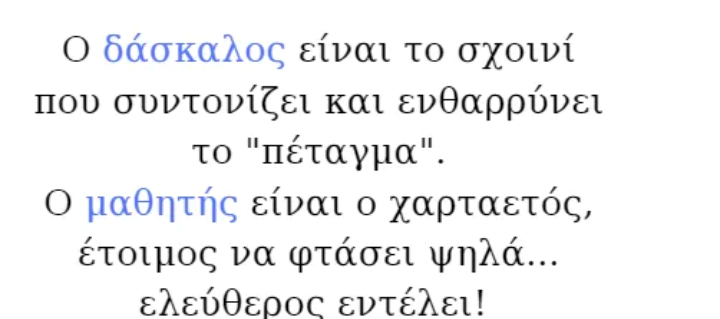 Ο δάσκαλος είναι το σχοινί
που συντονίζει και ενθαρρύνει
το "πέταγμα".
Ο μαθητής είναι ο χαρταετός,
έτοιμος να φτάσει ψηλά...
ελεύθερος εντέλει!